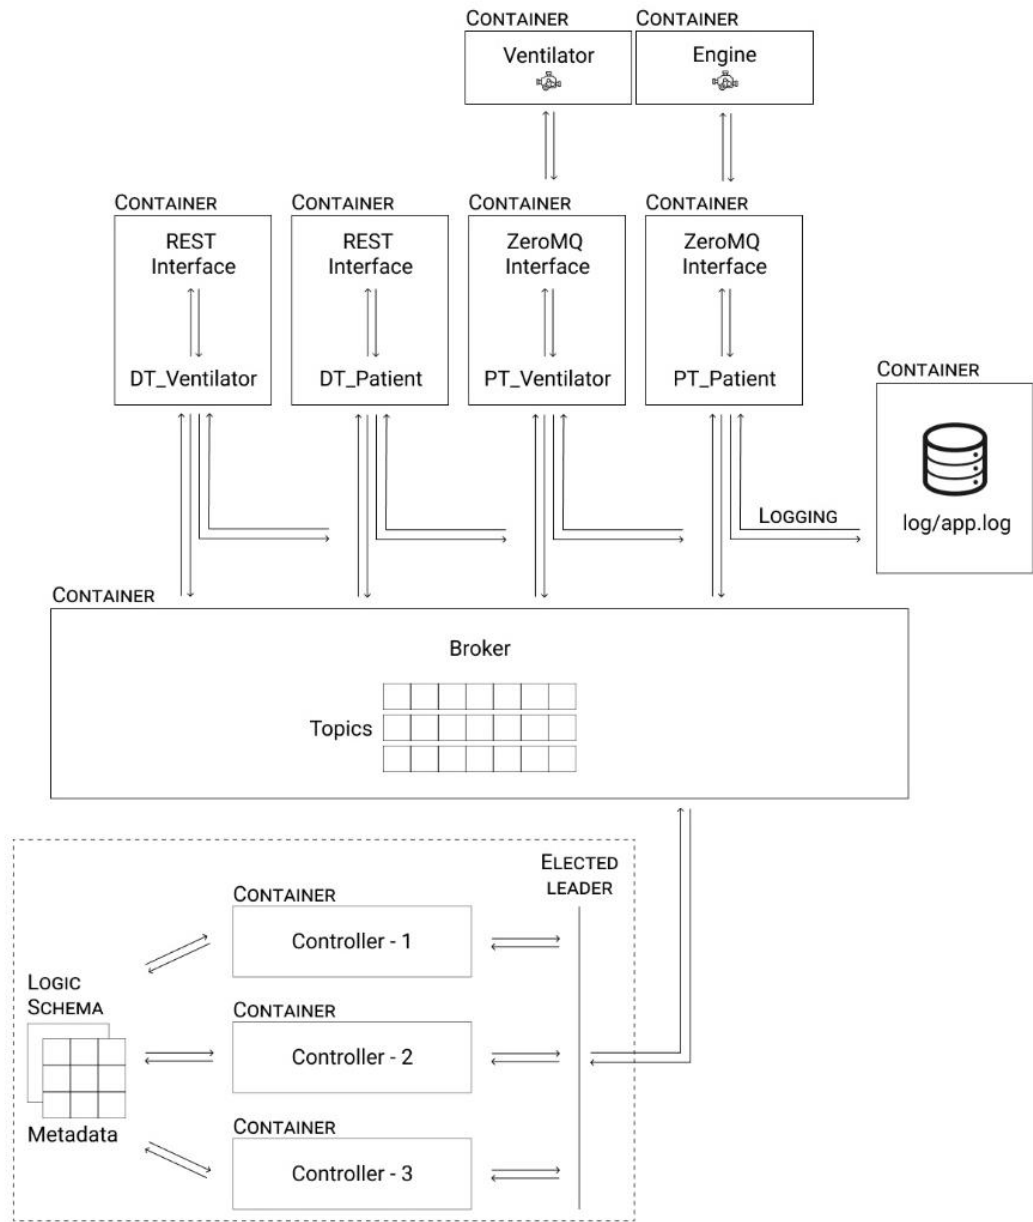 CONTAINER
CONTAINER
Ventilator
Engine
CONTAINER
CONTAINER
CONTAINER
CONTAINER
REST
Interface
REST
Interface
ZeroMQ
Interface
ZeroMQ
Interface
DT_Ventilator
DT_Patient
PT_Ventilator
PT_Patient
CONTAINER
LOGGING
log/app.log
CONTAINER
Broker
Topics
ELECTED
LEADER
CONTAINER
Controller - 1
LOGIC
SCHEMA
CONTAINER
Controller - 2
Metadata
CONTAINER
Controller - 3